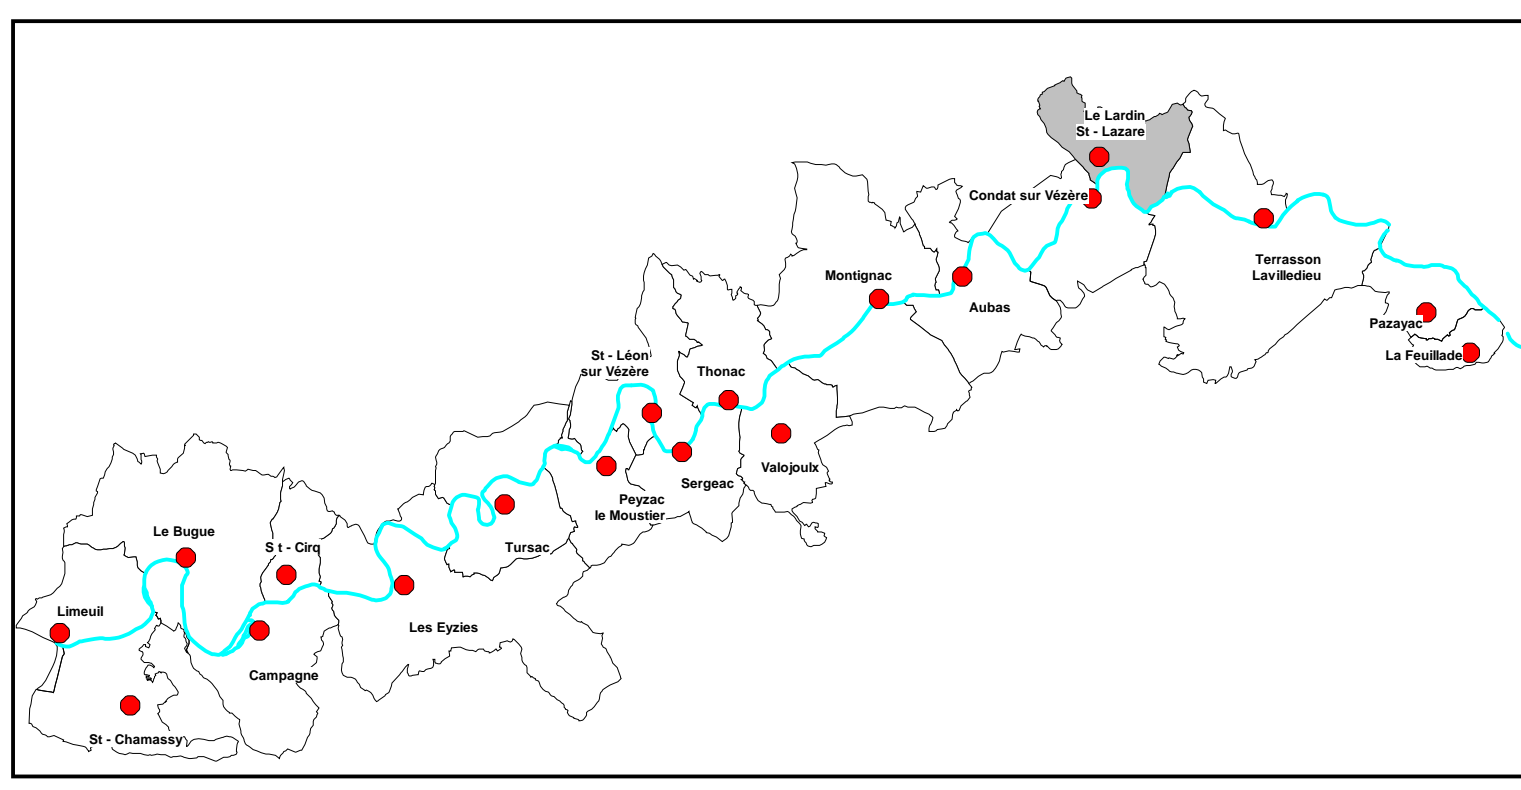 Le Lardin
St - Lazare
Condat sur Vézère
Terrasson
Lavilledieu
Montignac
Aubas
Pazayac
La Feuillade
St - Léon
sur Vézère
Thonac
Valojoulx
Sergeac
Peyzac
le Moustier
Le Bugue
S t - Cirq
Tursac
Limeuil
Les Eyzies
Campagne
St - Chamassy